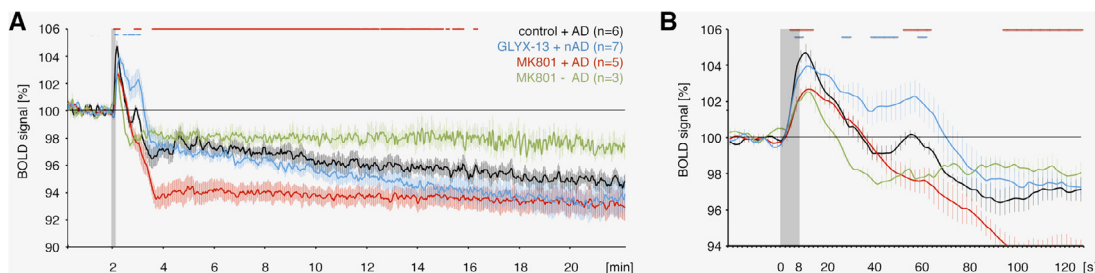 A
BOLD signal [%]
106
104
102
100
98
96
94
92
90
control + AD (n=6)
GLYX-13 + nAD (n=7)
MK801 + AD (n=5)
MK801 - AD (n=3)
2 4 6 8 10 12 14 16 18 20 [min]
B
BOLD signal [%]
106
104
102
100
98
96
94
0 8 20 40 60 80 100 120 [s]